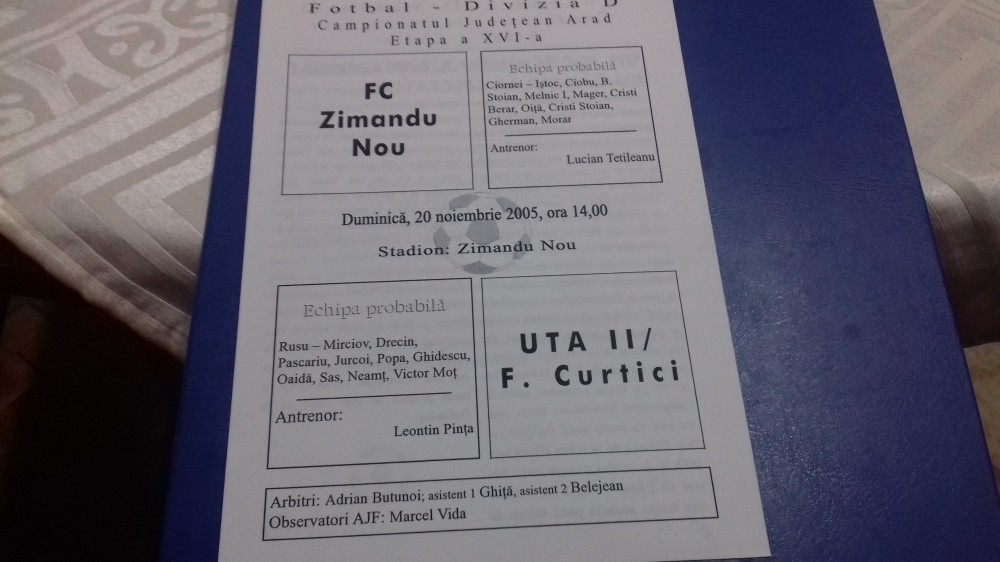 Fotbal - Divizia D
Campionatul Județean Arad
Etapa a XVI-a
FC
Zimandu
Nou
Echipa probabilă
Ciornei – Iștoc, Ciobu, B.
Stoian, Melnic I, Mager, Cristi
Berar, Oiță, Cristi Stoian,
Gherman, Morar
Antrenor:
Lucian Tetileanu
Duminică, 20 noiembrie 2005, ora 14,00
Stadion: Zimandu Nou
Echipa probabilă
Rusu – Mirciov, Drecin,
Pascariu, Jurcoi, Popa, Ghidescu,
Oaidă, Sas, Neamț, Victor Moț
Antrenor:
Leontin Pința
UTA II/
F. Curtici
Arbitri: Adrian Butunoi; asistent 1 Ghiță, asistent 2 Belejean
Observatori AJF: Marcel Vida